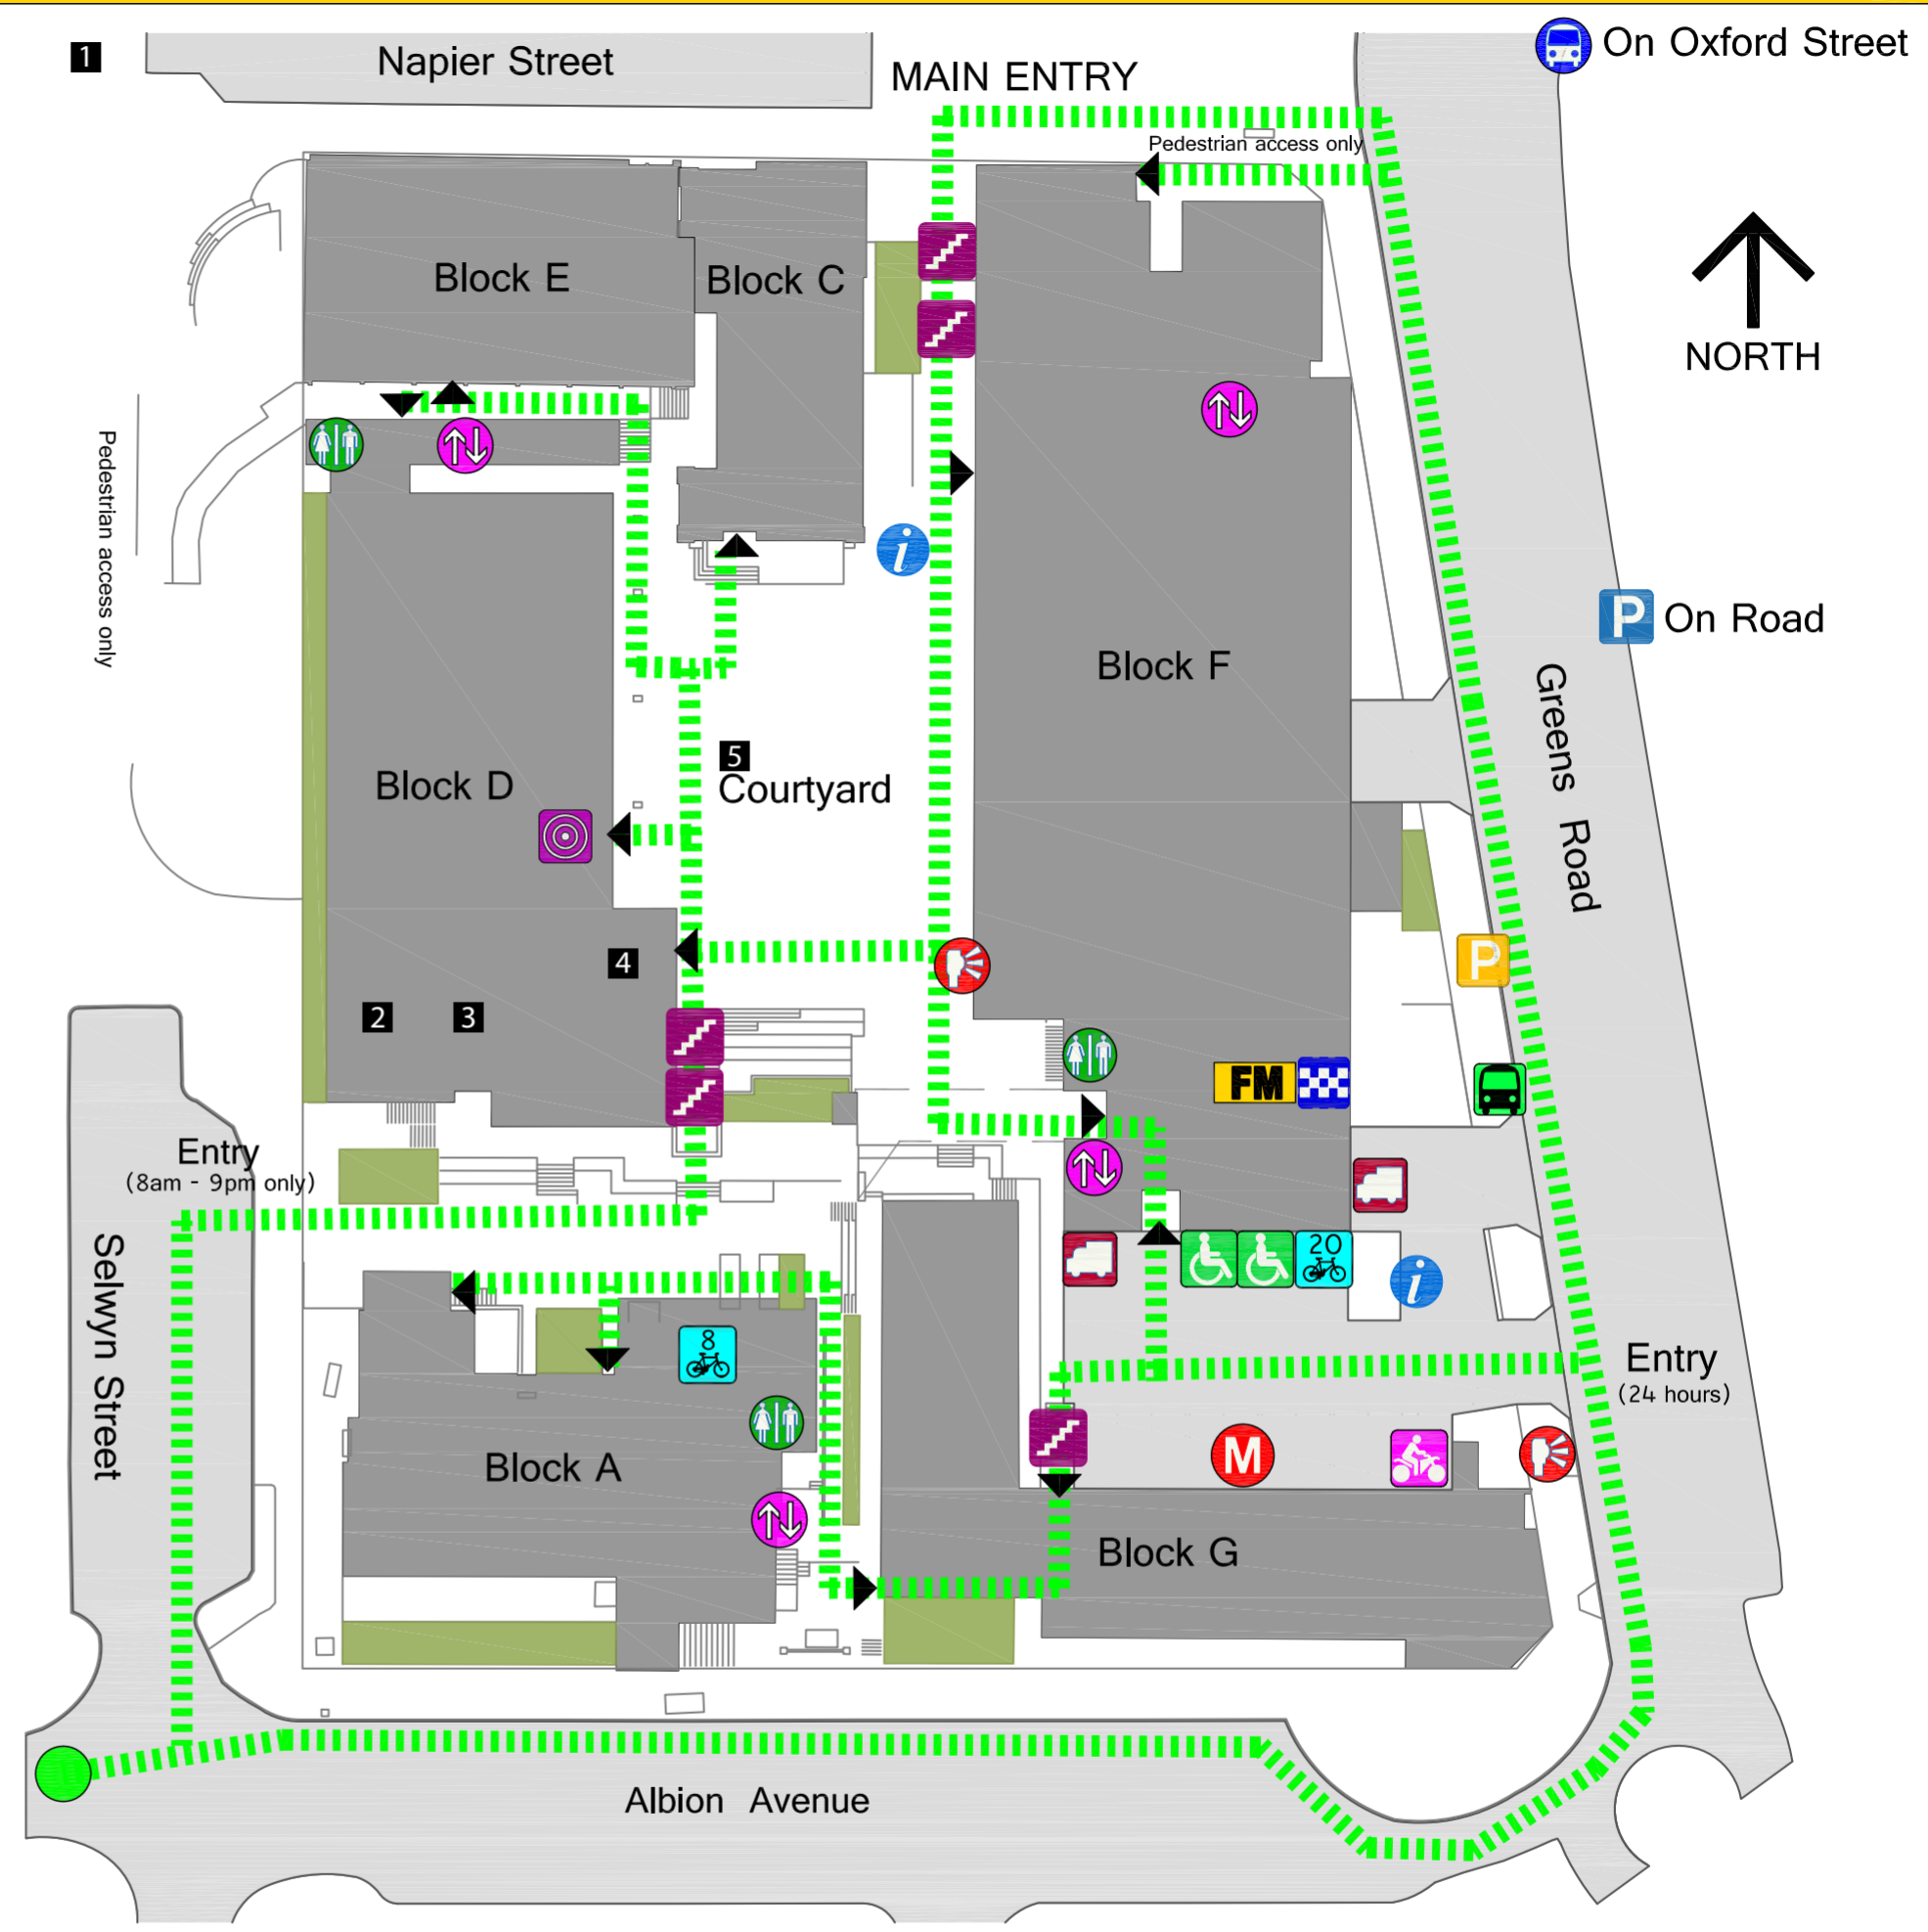 1
Napier Street
MAIN ENTRY
On Oxford Street
Pedestrian access only
NORTH
Block E
Block C
Pedestrian access only
i
P On Road
Block F
Greens Road
5
Courtyard
Block D
4
P
2
3
FM
Entry
(8am - 9pm only)
Selwyn Street
20
i
8
Entry
(24 hours)
M
Block A
Block G
Albion Avenue